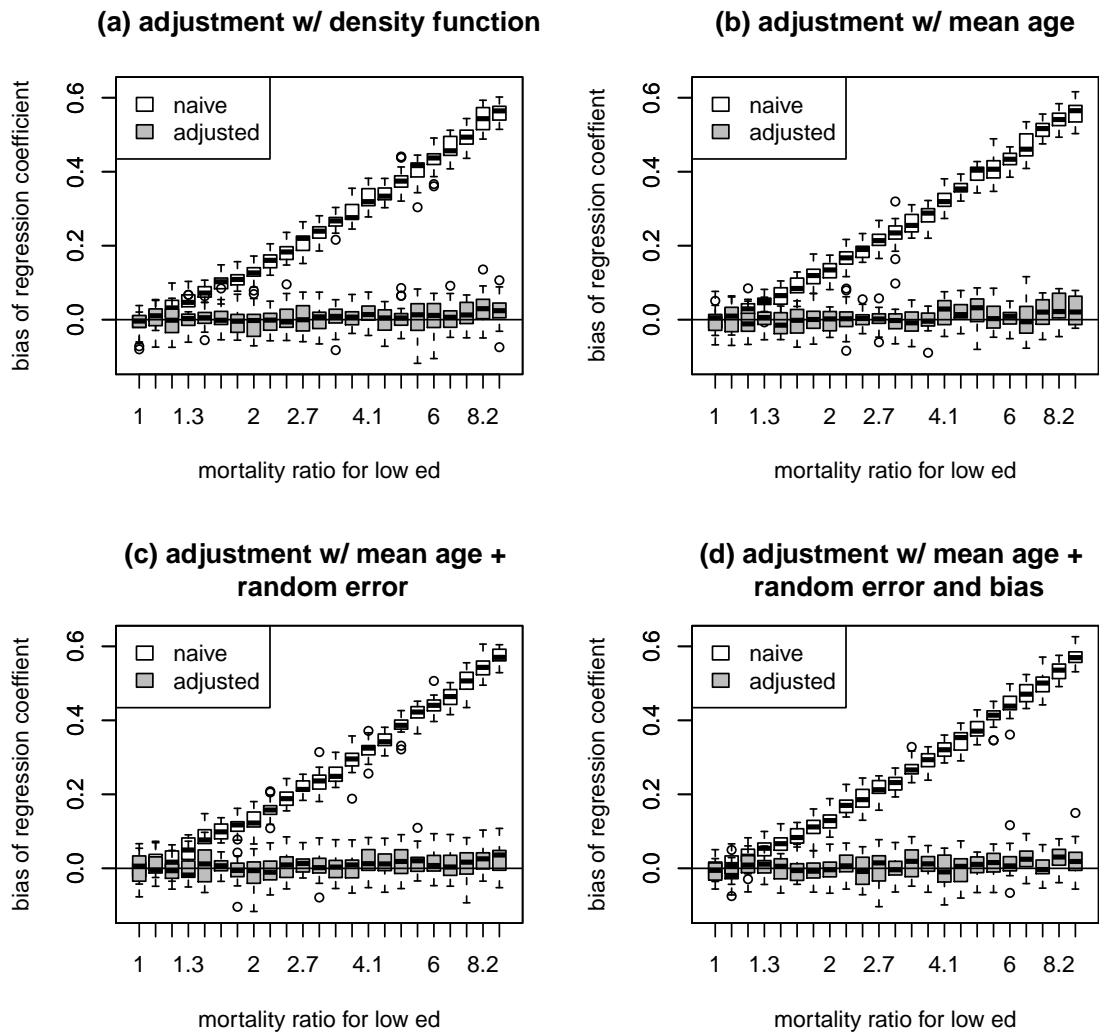 (a) adjustment w/ density function
naive
adjusted
bias of regression coefficient
0.0 0.2 0.4 0.6
1 1.3 2 2.7 4.1 6 8.2
mortality ratio for low ed
(b) adjustment w/ mean age
naive
adjusted
bias of regression coeffient
0.0 0.2 0.4 0.6
1 1.3 2 2.7 4.1 6 8.2
mortality ratio for low ed
(c) adjustment w/ mean age +
random error
naive
adjusted
bias of regression coeffient
0.0 0.2 0.4 0.6
1 1.3 2 2.7 4.1 6 8.2
mortality ratio for low ed
(d) adjustment w/ mean age +
random error and bias
naive
adjusted
bias of regression coeffient
0.0 0.2 0.4 0.6
1 1.3 2 2.7 4.1 6 8.2
mortality ratio for low ed